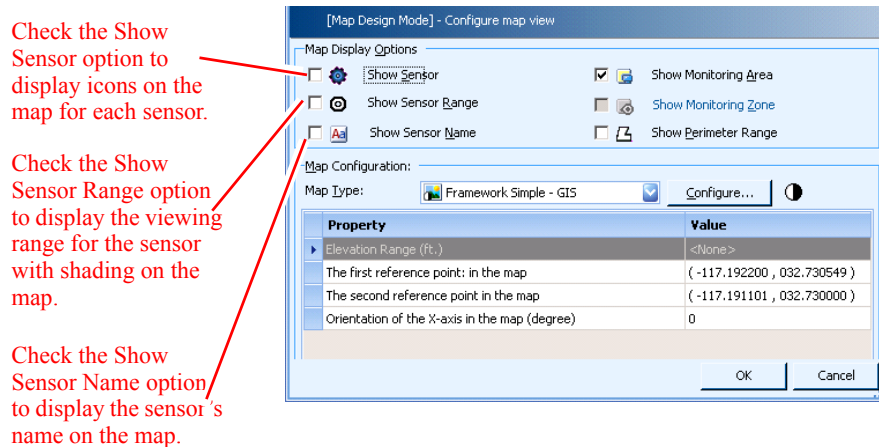 Check the Show
Sensor option to
display icons on the
map for each sensor.
Check the Show
Sensor Range option
to display the viewing
range for the sensor
with shading on the
map.
Check the Show
Sensor Name option
to display the sensor's
name on the map.
[Map Design Mode] - Configure map view
Map Display Options
Show Sensor
Show Monitoring Area
Show Sensor Range
Show Monitoring Zone
Aa Show Sensor Name
Show Perimeter Range
Map Configuration:
Map Type: Framework Simple - GIS Configure...
Property Value
Elevation Range (ft.) <None>
The first reference point: in the map ( -117.192200 , 032.730549 )
The second reference point in the map ( -117.191101 , 032.730000 )
Orientation of the X-axis in the map (degree) 0
OK Cancel